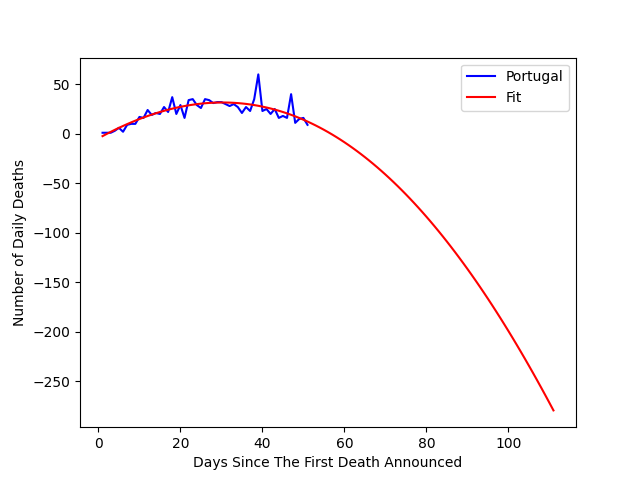 Portugal
Fit
50
0
−50
−100
−150
−200
−250
Number of Daily Deaths
0 20 40 60 80 100
Days Since The First Death Announced